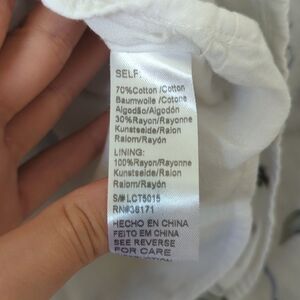 SELF:
70%Cotton /Cotton
Baumwolle /Cotone
Algodão/Algodón
30%Rayon/Rayonne
Kunstseide/Raion
Raiom/Rayón
LINING:
100%Rayon/Rayonne
Kunstseide/Raion
Raiom/Rayón
S/# LCT5015
RN#36171
HECHO EN CHINA
FEITO EM CHINA
SEE REVERSE
FOR CARE